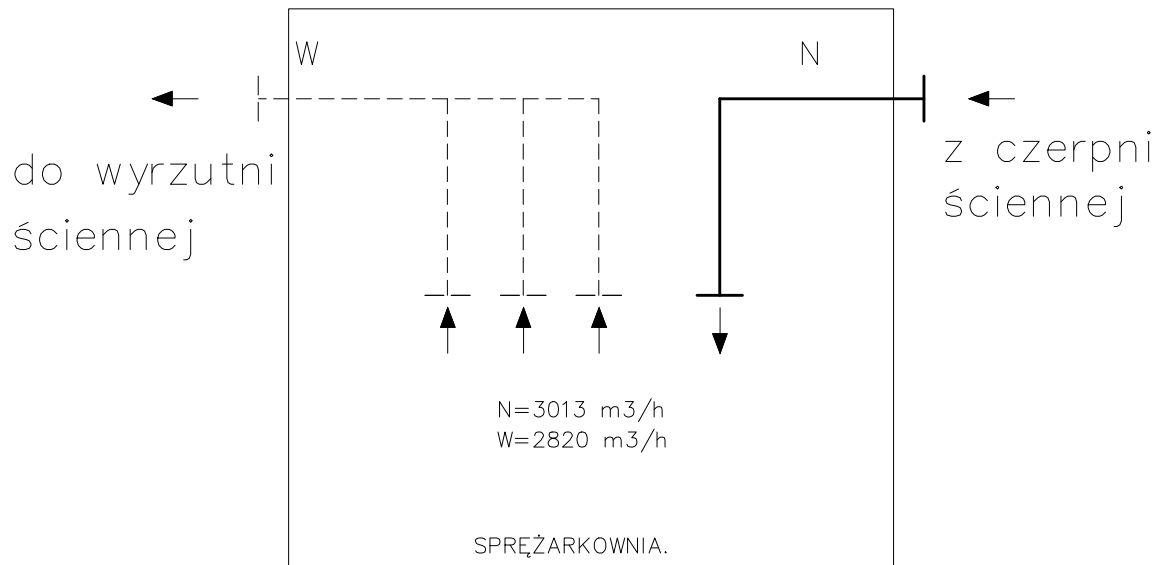 W
N
do wyrzutni
ściennej
z czerpni
ściennej
N=3013 m3/h
W=2820 m3/h
SPRĘŻARKOWNIA.